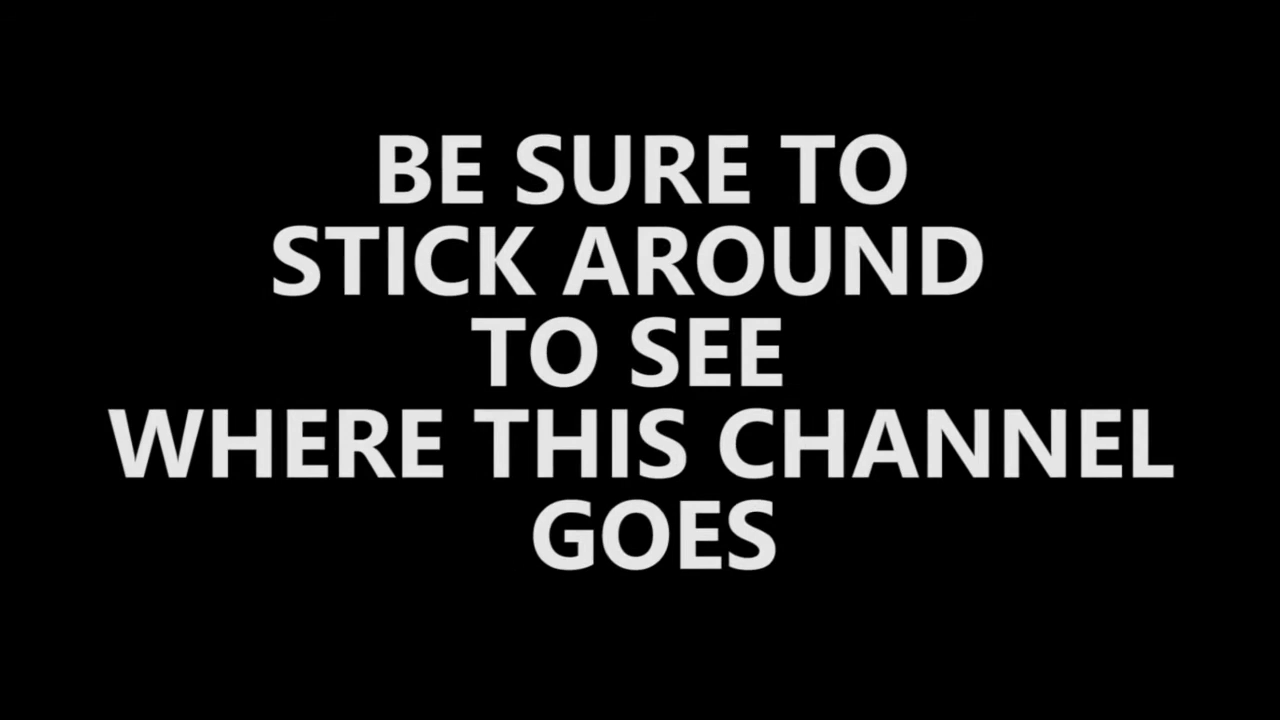 BE SURE TO
STICK AROUND
TO SEE
WHERE THIS CHANNEL
GOES